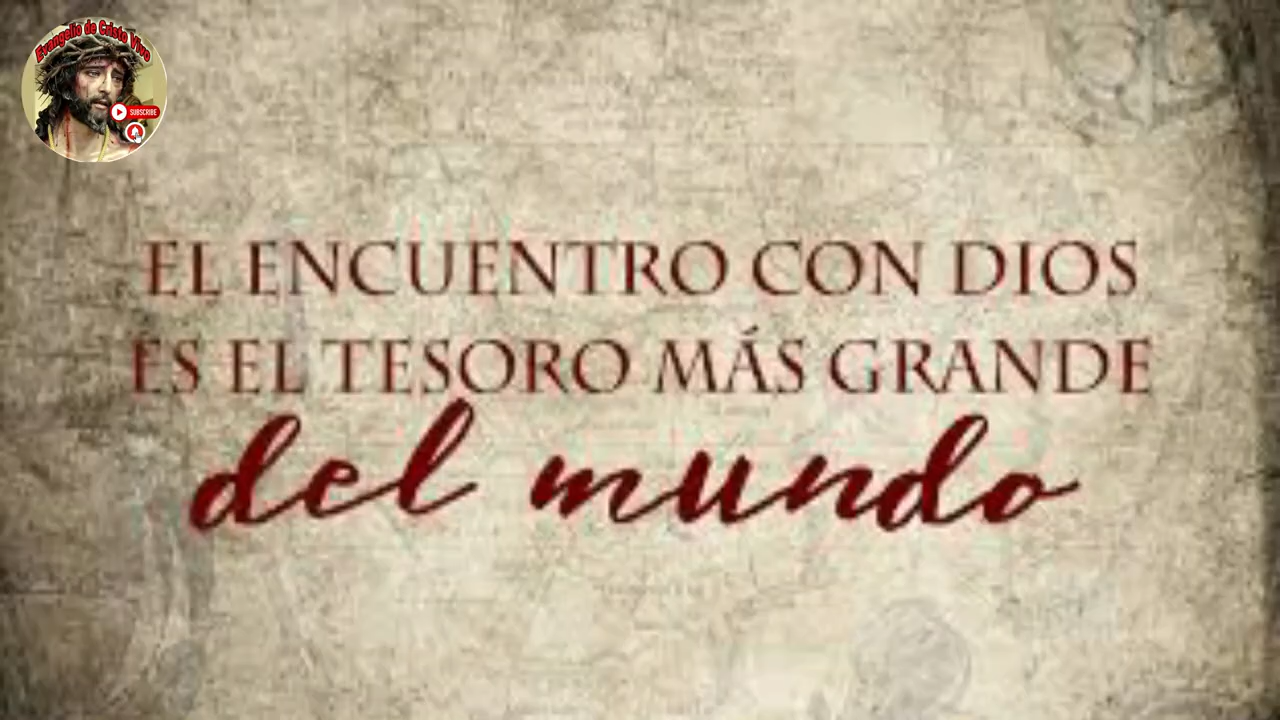 Evangelio de Cristo Vivo
SUBSCRIBE
EL ENCUENTRO CON DIOS
ES EL TESORO MÁS GRANDE
del mundo